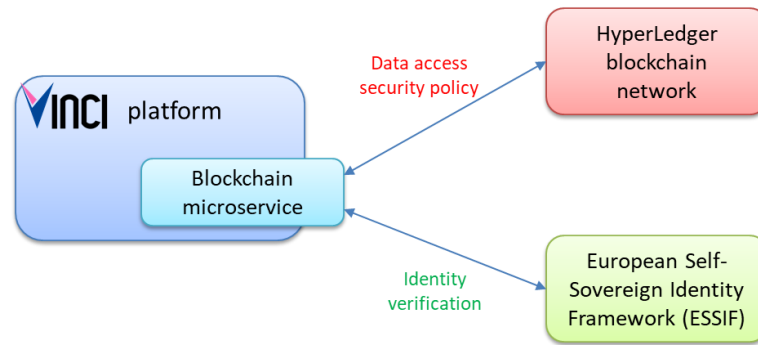 VINCI platform
Blockchain
microservice
Data access
security policy
HyperLedger
blockchain
network
Identity
verification
European Self-
Sovereign Identity
Framework (ESSIF)